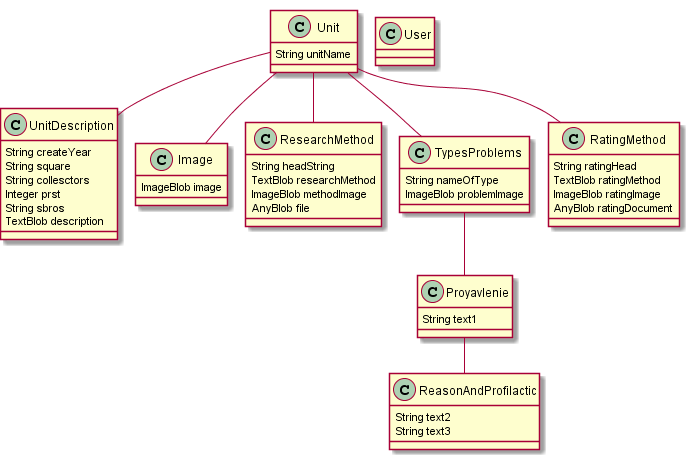 C Unit
String unitName
C User
C UnitDescription
String createYear
String square
String collesctors
Integer prst
String sbros
TextBlob description
C Image
ImageBlob image
C ResearchMethod
String headString
TextBlob researchMethod
ImageBlob methodImage
AnyBlob file
C TypesProblems
String nameOfType
ImageBlob problemImage
C RatingMethod
String ratingHead
TextBlob ratingMethod
ImageBlob ratingImage
AnyBlob ratingDocument
C Proyavlenie
String text1
C ReasonAndProfilactic
String text2
String text3